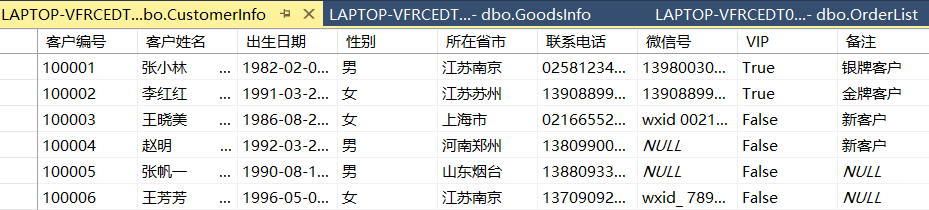 LAPTOP-VFRCEDT...bo.CustomerInfo LAPTOP-VFRCEDT...- dbo.GoodsInfo LAPTOP-VFRCEDT0...- dbo.OrderList
客户编号 客户姓名 出生日期 性别 所在省市 联系电话 微信号 VIP 备注
100001 张小林 ... 1982-02-0... 男 江苏南京 02581234... 13980030... True 银牌客户
100002 李红红 ... 1991-03-2... 女 江苏苏州 13908899... 13908899... True 金牌客户
100003 王晓美 ... 1986-08-2... 女 上海市 02166552... wxid 0021... False 新客户
100004 赵明 ... 1992-03-2... 男 河南郑州 13809900... NULL False 新客户
100005 张帆一 ... 1990-08-1... 男 山东烟台 13880933... NULL False NULL
100006 王芳芳 ... 1996-05-0... 女 江苏南京 13709092... wxid_ 789... False NULL